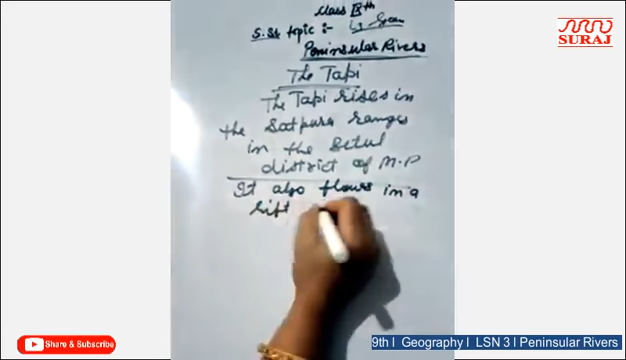 Class IXth
S.St topic :- Geo
Peninsular Rivers
The Tapi
The Tapi rises in
the Satpura ranges
in the Betul
district of M.P
It also flows in a
rift
SURAJ
Share & Subscribe
9th I Geography I LSN 3 I Peninsular Rivers